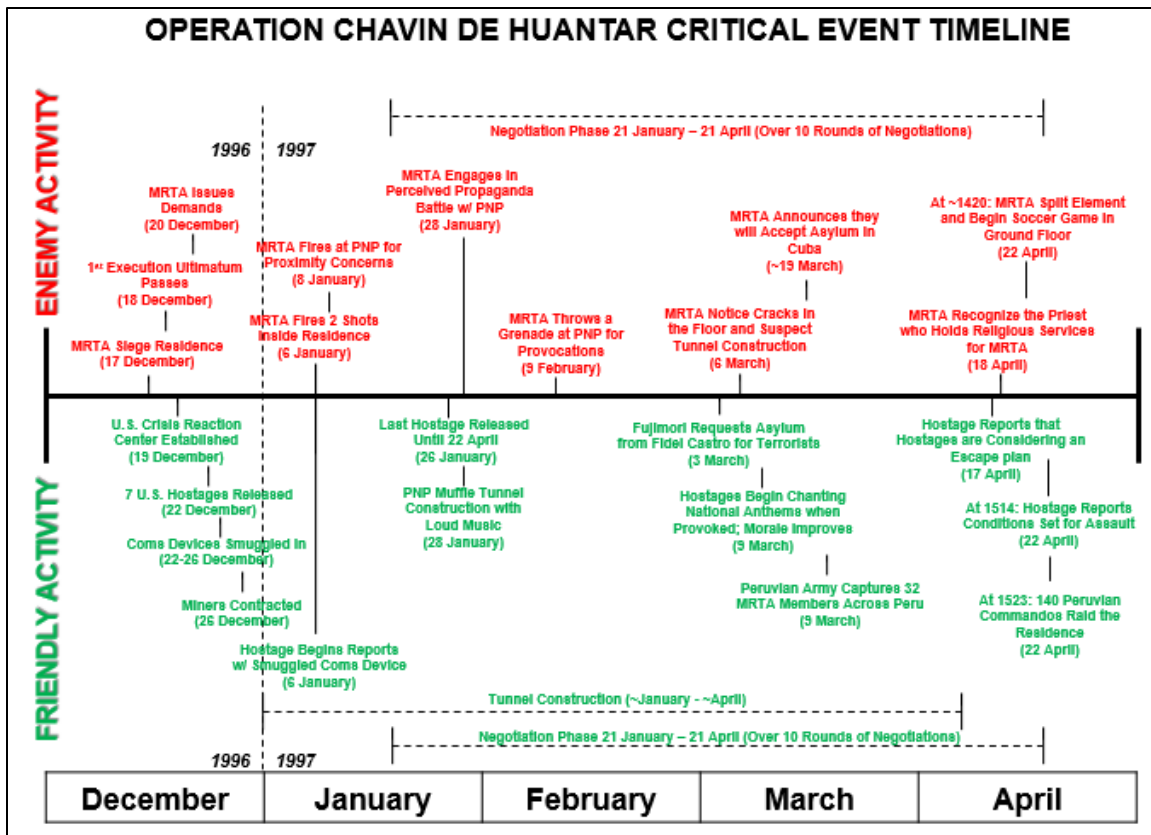 OPERATION CHAVIN DE HUANTAR CRITICAL EVENT TIMELINE
ENEMY ACTIVITY
Negotiation Phase 21 January – 21 April (Over 10 Rounds of Negotiations)
1996
1997
MRTA Issues
Demands
(20 December)
1st Execution Ultimatum
Passes
(18 December)
MRTA Siege Residence
(17 December)
MRTA Fires at PNP for
Proximity Concerns
(8 January)
MRTA Fires 2 Shots
Inside Residence
(6 January)
MRTA Engages in
Perceived Propaganda
Battle w/ PNP
(28 January)
MRTA Throws a
Grenade at PNP for
Provocations
(9 February)
MRTA Announces they
will Accept Asylum in
Cuba
(~19 March)
MRTA Notice Cracks in
the Floor and Suspect
Tunnel Construction
(6 March)
At ~1420: MRTA Split Element
and Begin Soccer Game in
Ground Floor
(22 April)
MRTA Recognize the Priest
who Holds Religious Services
for MRTA
(18 April)
FRIENDLY ACTIVITY
U.S. Crisis Reaction
Center Established
(19 December)
7 U.S. Hostages Released
(22 December)
Coms Devices Smuggled in
(22-26 December)
Miners Contracted
(26 December)
Hostage Begins Reports
w/ Smuggled Coms Device
(6 January)
Last Hostage Released
Until 22 April
(26 January)
PNP Muffle Tunnel
Construction with
Loud Music
(28 January)
Fujimori Requests Asylum
from Fidel Castro for Terrorists
(3 March)
Hostages Begin Chanting
National Anthems when
Provoked; Morale Improves
(9 March)
Peruvian Army Captures 32
MRTA Members Across Peru
(9 March)
Hostage Reports that
Hostages are Considering an
Escape plan
(17 April)
At 1514: Hostage Reports
Conditions Set for Assault
(22 April)
At 1523: 140 Peruvian
Commandos Raid the
Residence
(22 April)
Tunnel Construction (~January - ~April)
Negotiation Phase 21 January – 21 April (Over 10 Rounds of Negotiations)
1996
1997
December
January
February
March
April